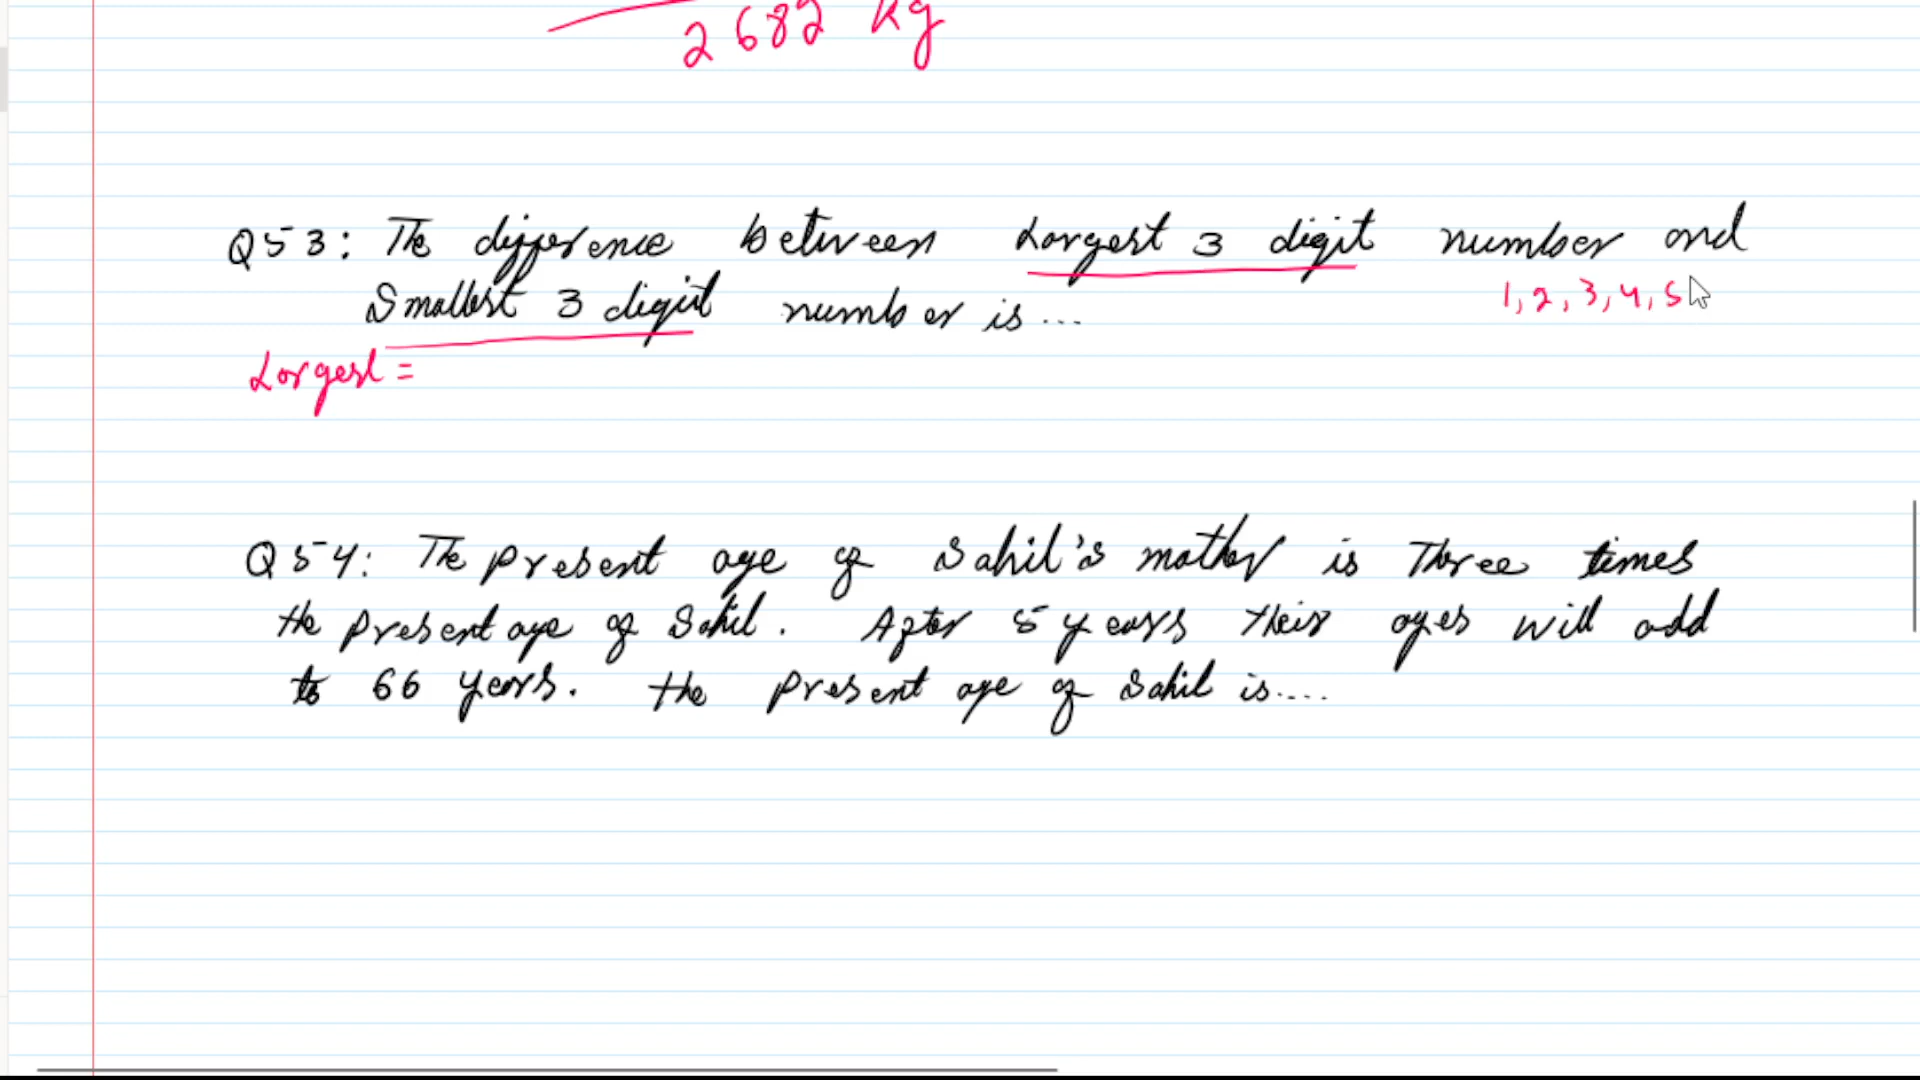 2682 kg
Q53: The difference between Largest 3 digit number and
1, 2, 3, 4, 5
Smallest 3 digit number is ...
Largest =
Q54: The present age of Sahil's mother is Three times
the present age of Sahil. After 5 years their ages will add
to 66 years. the present age of Sahil is....